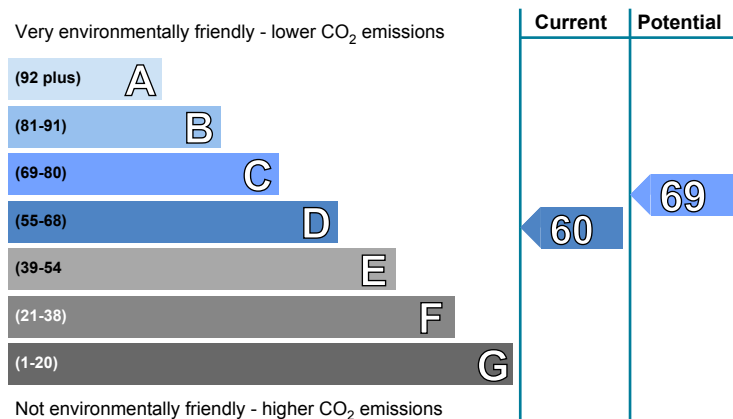 Current Potential
Very environmentally friendly - lower CO₂ emissions
(92 plus) A
(81-91) B
(69-80) C
69
(55-68) D
60
(39-54 E
(21-38) F
(1-20) G
Not environmentally friendly - higher CO₂ emissions